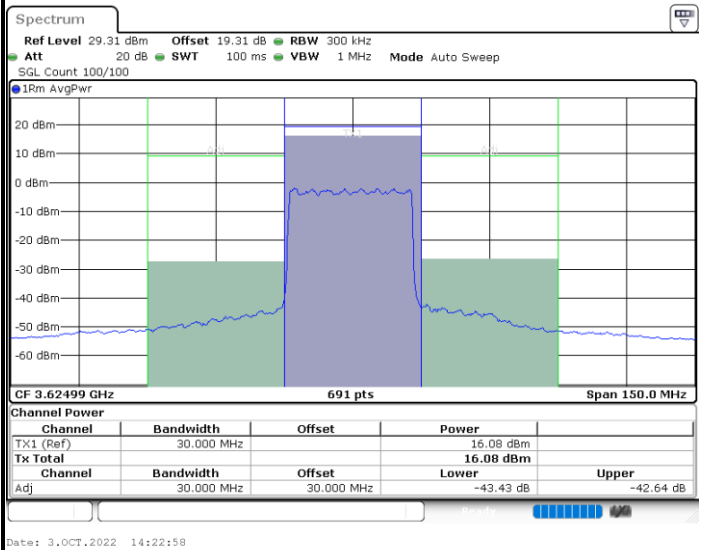 Spectrum
Ref Level 29.31 dBm Offset 19.31 dB RBW 300 kHz
Att 20 dB SWT 100 ms VBW 1 MHz Mode Auto Sweep
SGL Count 100/100
1Rm AvgPwr
20 dBm
TX1
10 dBm
Adj Adj
0 dBm
-10 dBm
-20 dBm
-30 dBm
-40 dBm
-50 dBm
-60 dBm
CF 3.62499 GHz 691 pts Span 150.0 MHz
Channel Power
Channel Bandwidth Offset Power
TX1 (Ref) 30.000 MHz 16.08 dBm
Tx Total 16.08 dBm
Channel Bandwidth Offset Lower Upper
Adj 30.000 MHz 30.000 MHz -43.43 dB -42.64 dB
Ready
Date: 3.OCT.2022 14:22:58